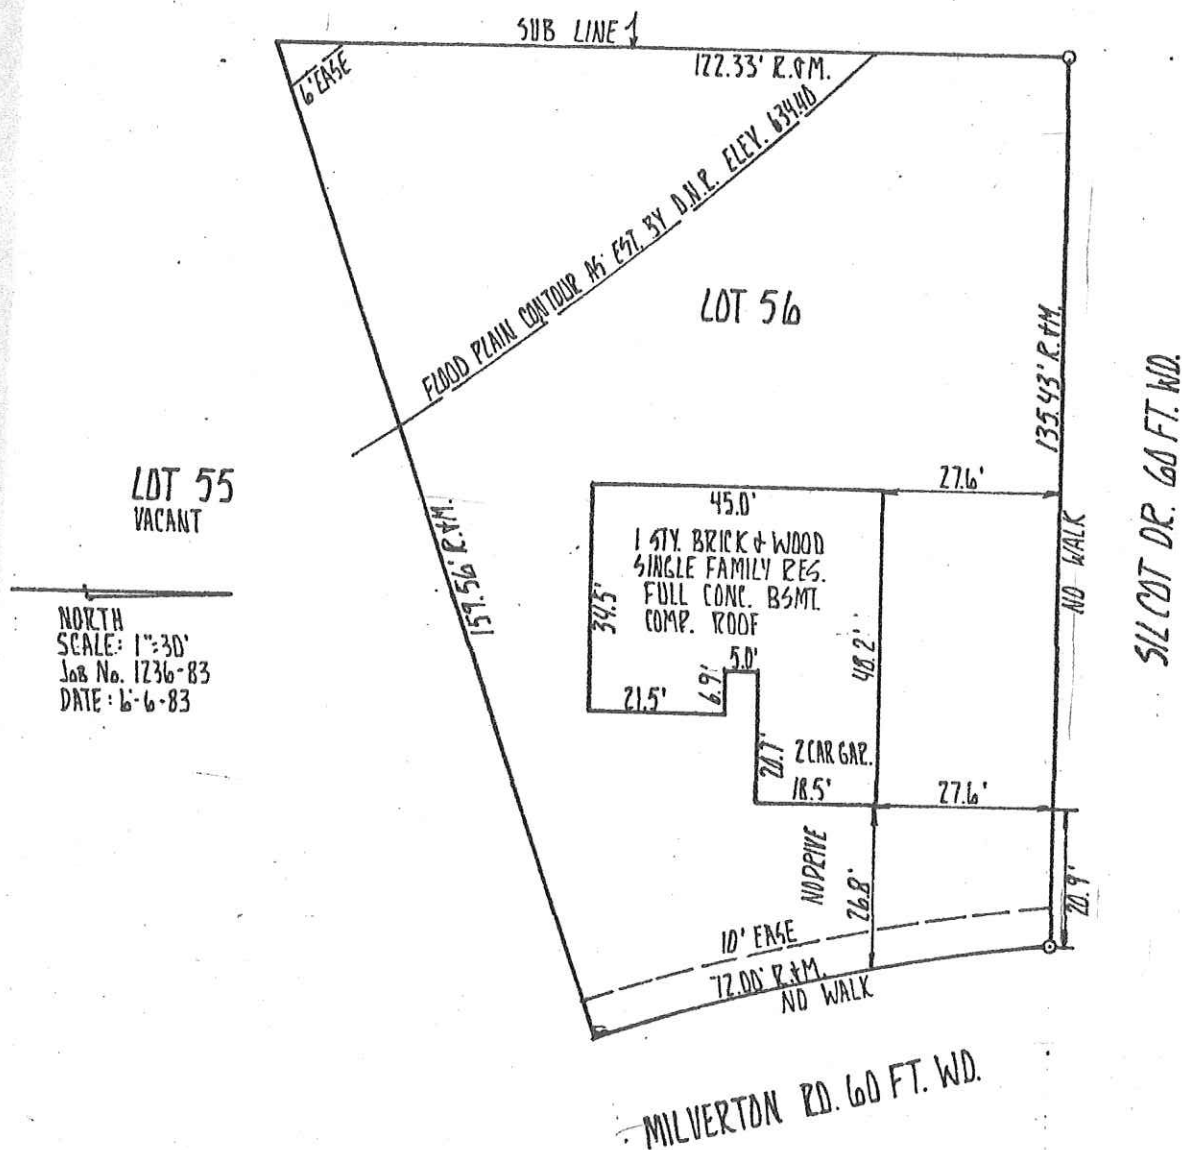 SUB LINE
122.33' R.&M.
6' EASE
FLOOD PLAIN CONTOUR AS EST. BY D.N.R. ELEV. 634.40
LOT 56
135.43' R.&M.
SILCOT DR. 60 FT. WD.
LOT 55
VACANT
159.56' R.&M.
NORTH
SCALE: 1"=30'
Job No. 1236-83
DATE: 6-6-83
45.0'
27.6'
1 STY. BRICK & WOOD
SINGLE FAMILY RES.
FULL CONC. BSMT.
COMP. ROOF
34.5'
48.2'
NO WALK
5.0'
6.9'
21.5'
20.7'
2 CAR GAR.
18.5'
27.6'
NO DRIVE
26.8'
20.9'
10' EASE
72.00' R.&M.
NO WALK
MILVERTON RD. 60 FT. WD.